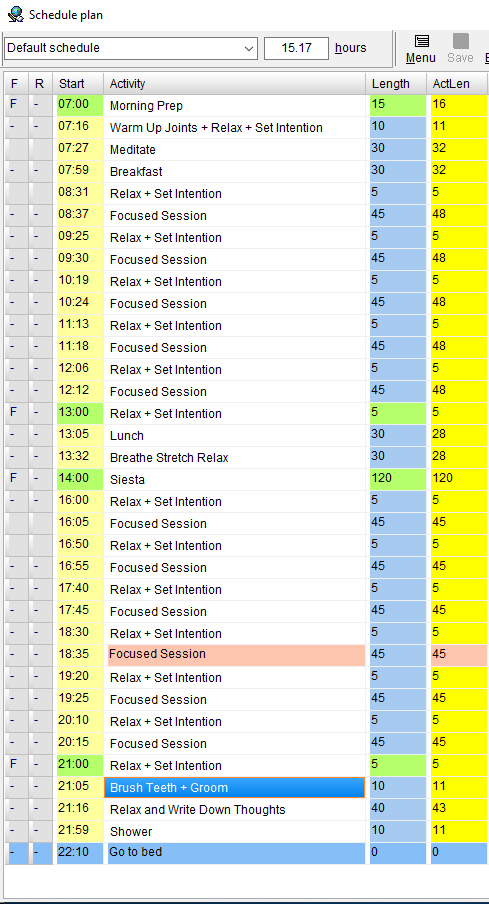 Schedule plan
Default schedule 15.17 hours Menu Save
F R Start Activity Length ActLen
F - 07:00 Morning Prep 15 16
- - 07:16 Warm Up Joints + Relax + Set Intention 10 11
07:27 Meditate 30 32
- - 07:59 Breakfast 30 32
- - 08:31 Relax + Set Intention 5 5
- - 08:37 Focused Session 45 48
- - 09:25 Relax + Set Intention 5 5
- - 09:30 Focused Session 45 48
- - 10:19 Relax + Set Intention 5 5
- - 10:24 Focused Session 45 48
- - 11:13 Relax + Set Intention 5 5
- - 11:18 Focused Session 45 48
- - 12:06 Relax + Set Intention 5 5
- - 12:12 Focused Session 45 48
F - 13:00 Relax + Set Intention 5 5
- - 13:05 Lunch 30 28
- - 13:32 Breathe Stretch Relax 30 28
F - 14:00 Siesta 120 120
- - 16:00 Relax + Set Intention 5 5
- - 16:05 Focused Session 45 45
- - 16:50 Relax + Set Intention 5 5
- - 16:55 Focused Session 45 45
- - 17:40 Relax + Set Intention 5 5
- - 17:45 Focused Session 45 45
- - 18:30 Relax + Set Intention 5 5
- - 18:35 Focused Session 45 45
- - 19:20 Relax + Set Intention 5 5
- - 19:25 Focused Session 45 45
- - 20:10 Relax + Set Intention 5 5
- - 20:15 Focused Session 45 45
F - 21:00 Relax + Set Intention 5 5
- - 21:05 Brush Teeth + Groom 10 11
- - 21:16 Relax and Write Down Thoughts 40 43
- - 21:59 Shower 10 11
- - 22:10 Go to bed 0 0